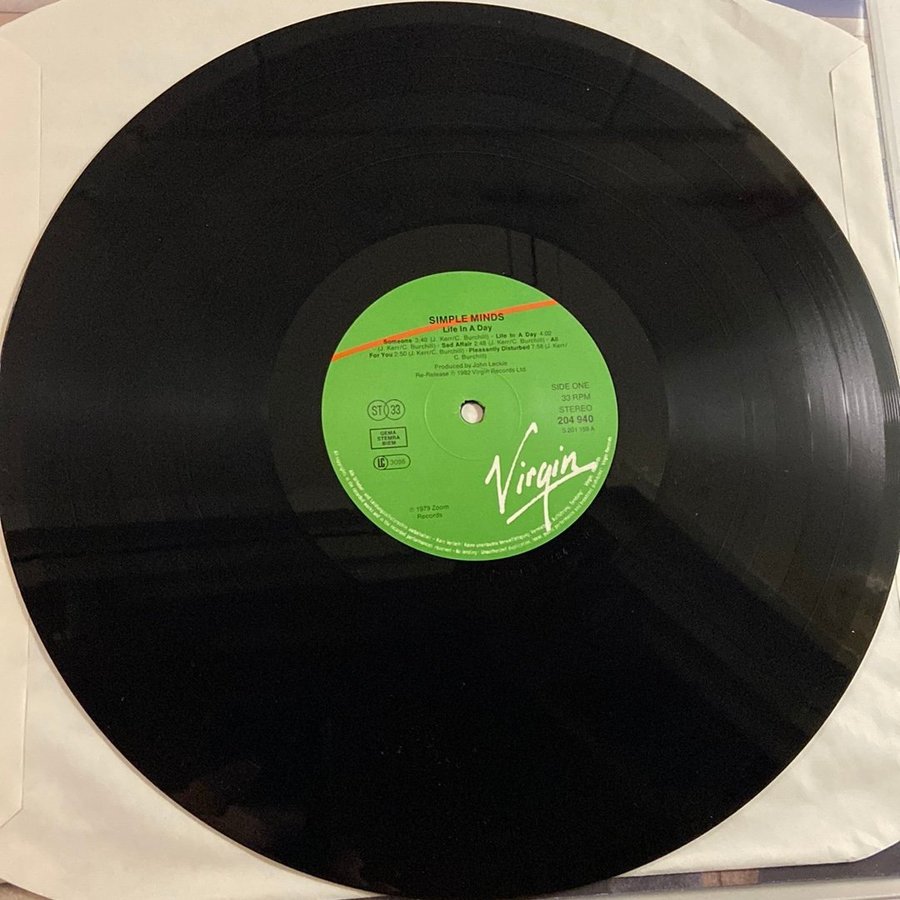 SIMPLE MINDS
Life In A Day
Someone 3:40 (J. Kerr/C. Burchill) · Life In A Day 4:00
(J. Kerr/C. Burchill) · Sad Affair 2:48 (J. Kerr/C. Burchill) · All
For You 2:50 (J. Kerr/C. Burchill) · Pleasantly Disturbed 7:58 (J. Kerr/
C. Burchill)
Produced by John Leckie
Re-Release ℗ 1982 Virgin Records Ltd
SIDE ONE
33 RPM
STEREO
204 940
S 201 159 A
ST 33
GEMA
STEMRA
BIEM
LC 3098
Virgin
℗ 1979 Zoom
Records